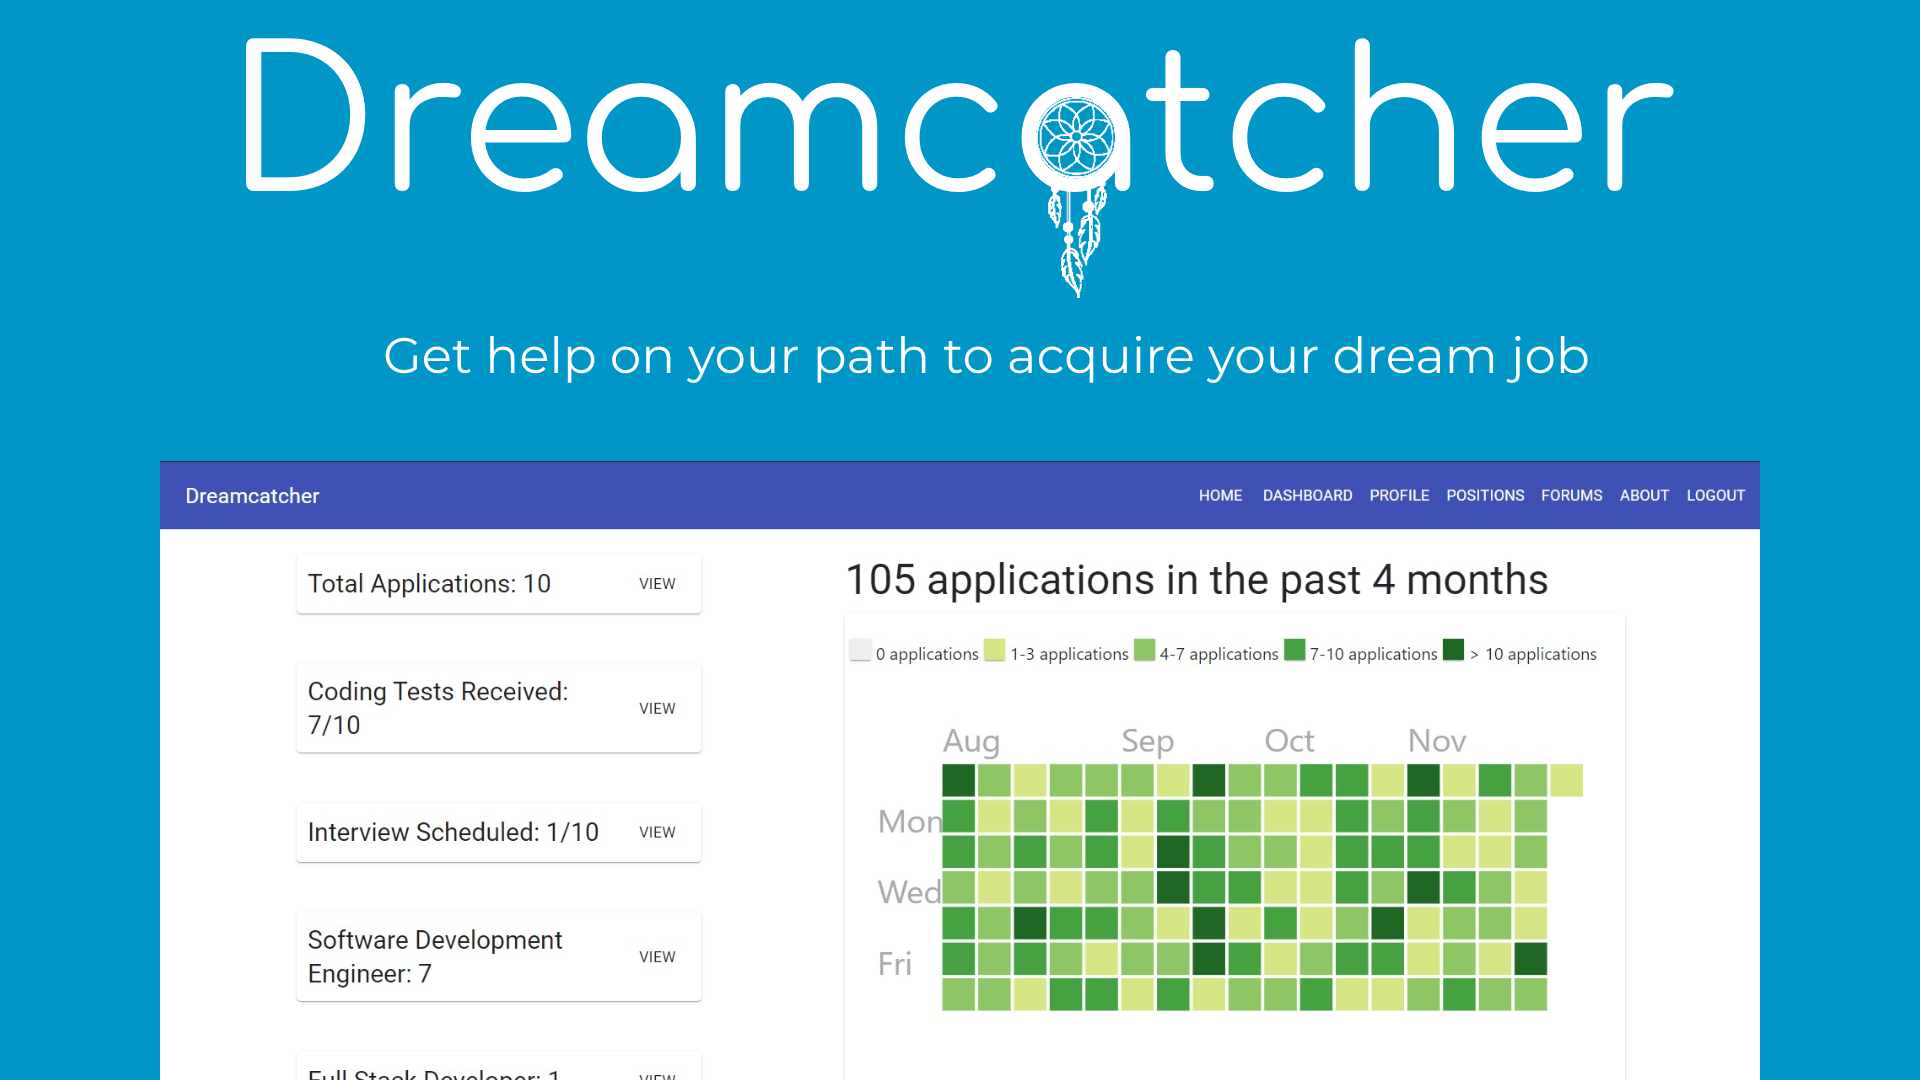 Dreamcatcher
Get help on your path to acquire your dream job
Dreamcatcher
HOME DASHBOARD PROFILE POSITIONS FORUMS ABOUT LOGOUT
Total Applications: 10 VIEW
Coding Tests Received:
7/10
VIEW
Interview Scheduled: 1/10 VIEW
Software Development
Engineer: 7
VIEW
Full Stack Developer: 1 VIEW
105 applications in the past 4 months
0 applications 1-3 applications 4-7 applications 7-10 applications > 10 applications
Aug Sep Oct Nov
Mon
Wed
Fri